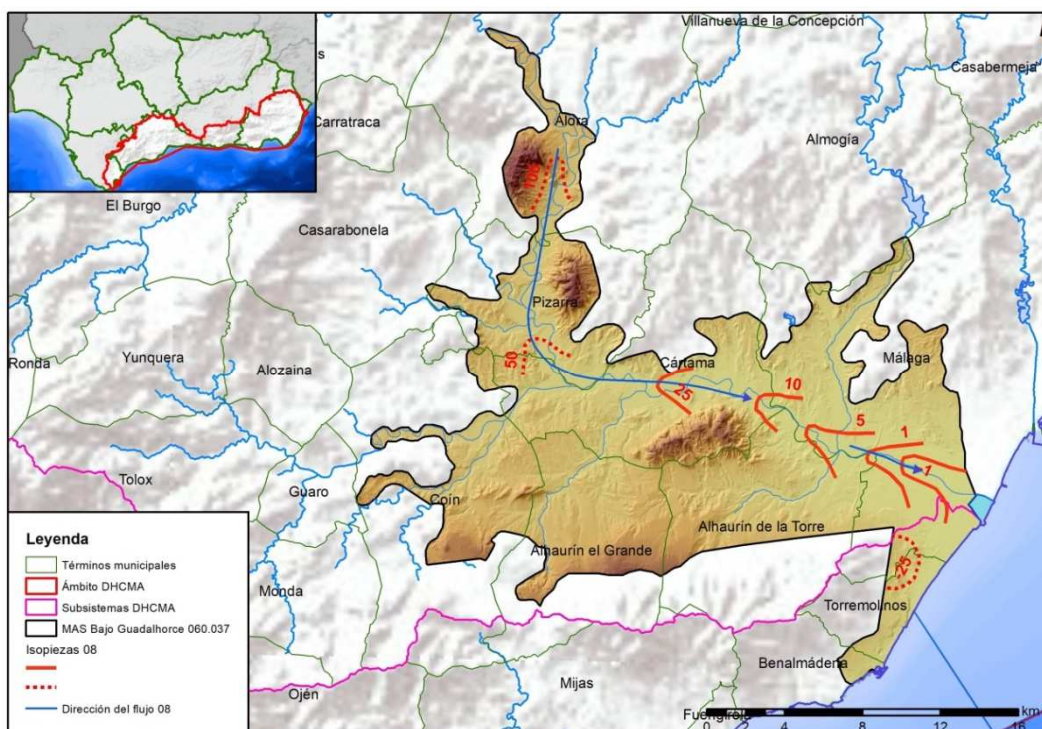 Villanueva de la Concepción
Casabermeja
s
Carratraca
Álora
Almogía
100
El Burgo
Casarabonela
Pizarra
Ronda
Yunquera
Alozaina
50
Cártama
Málaga
25
10
5
1
1
Tolox
Guaro
Coín
Alhaurín de la Torre
Alhaurín el Grande
-25
Monda
Torremolinos
Benalmádena
Ojén
Mijas
Fuengirola
Leyenda
Términos municipales
Ámbito DHCMA
Subsistemas DHCMA
MAS Bajo Guadalhorce 060.037
Isopiezas 08
Dirección del flujo 08
km
0 2 4 8 12 16